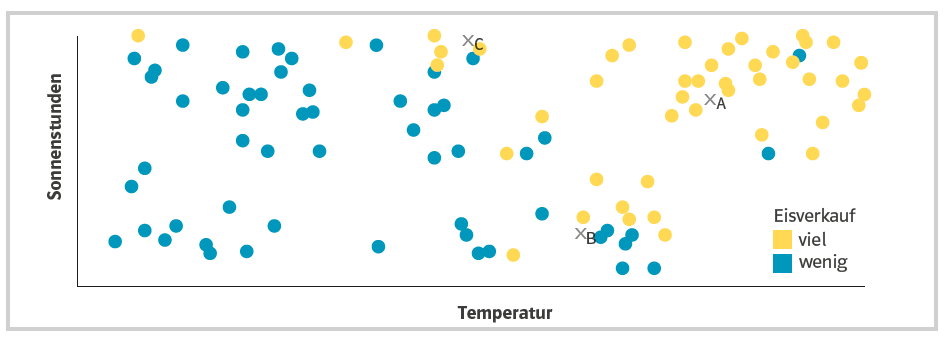 Sonnenstunden
C
A
B
Eisverkauf
viel
wenig
Temperatur